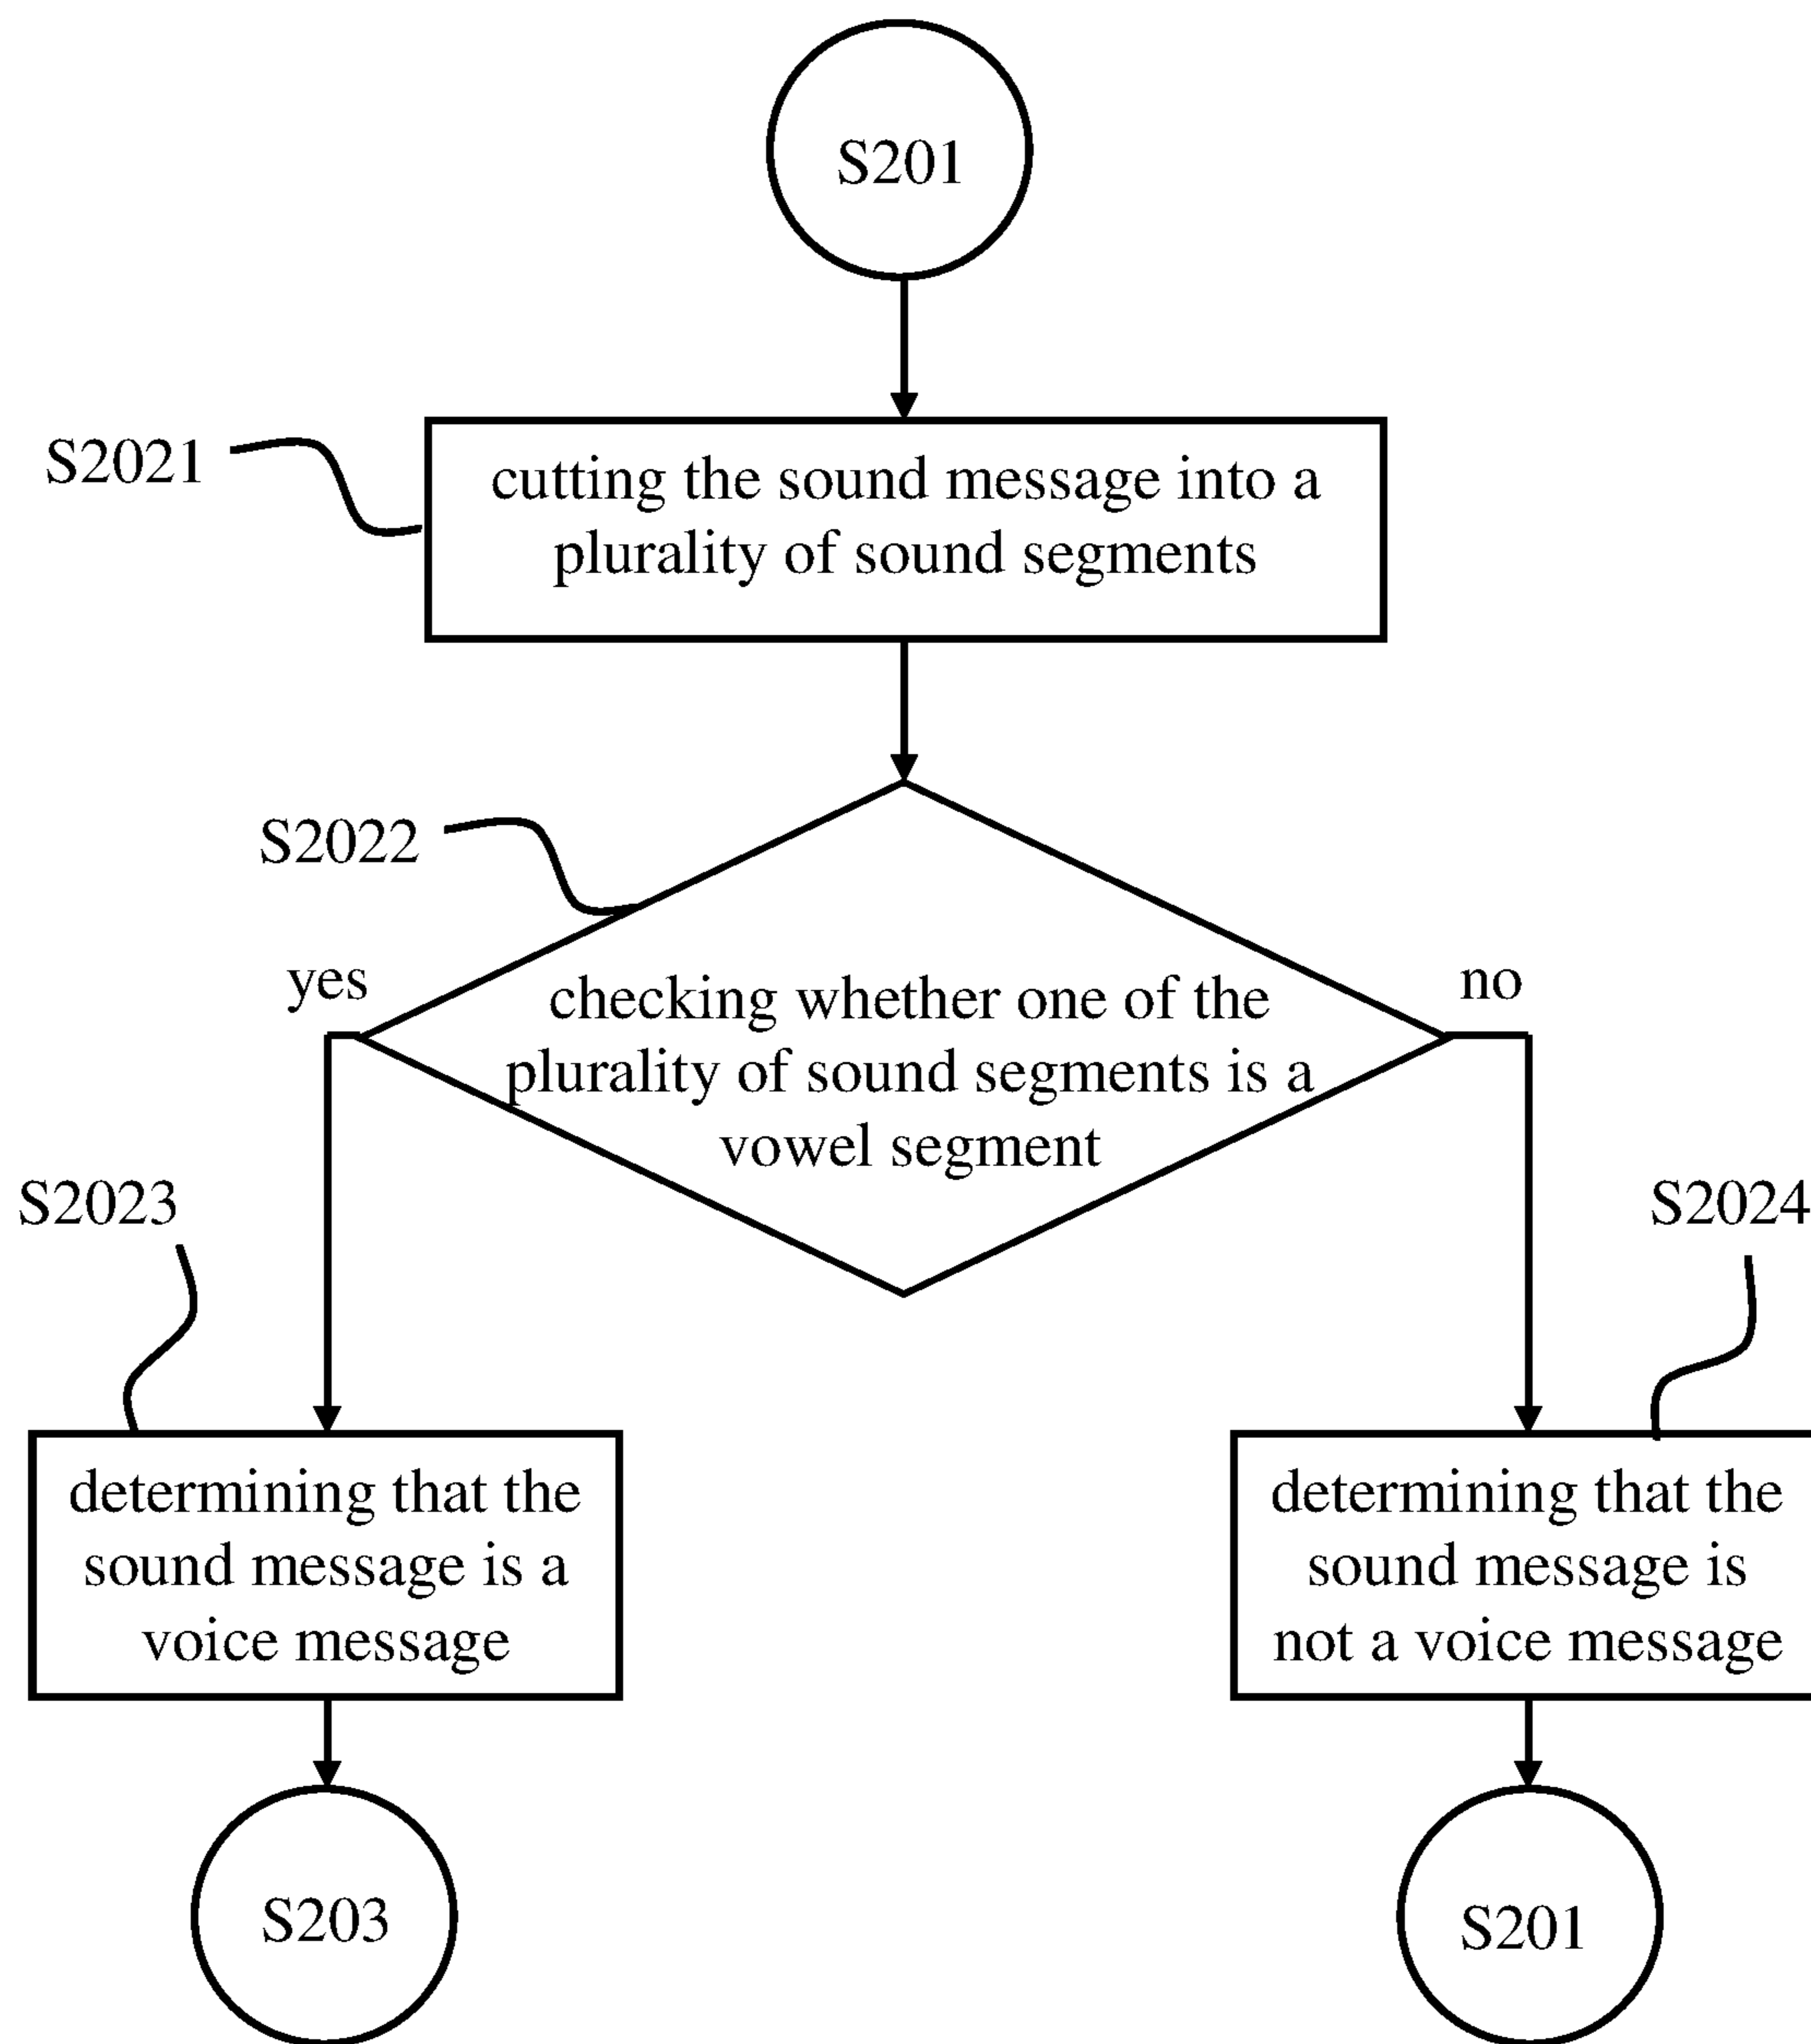 S201
S2021
cutting the sound message into a
plurality of sound segments
S2022
yes
no
checking whether one of the
plurality of sound segments is a
vowel segment
S2023
S2024
determining that the
sound message is a
voice message
determining that the
sound message is
not a voice message
S203
S201